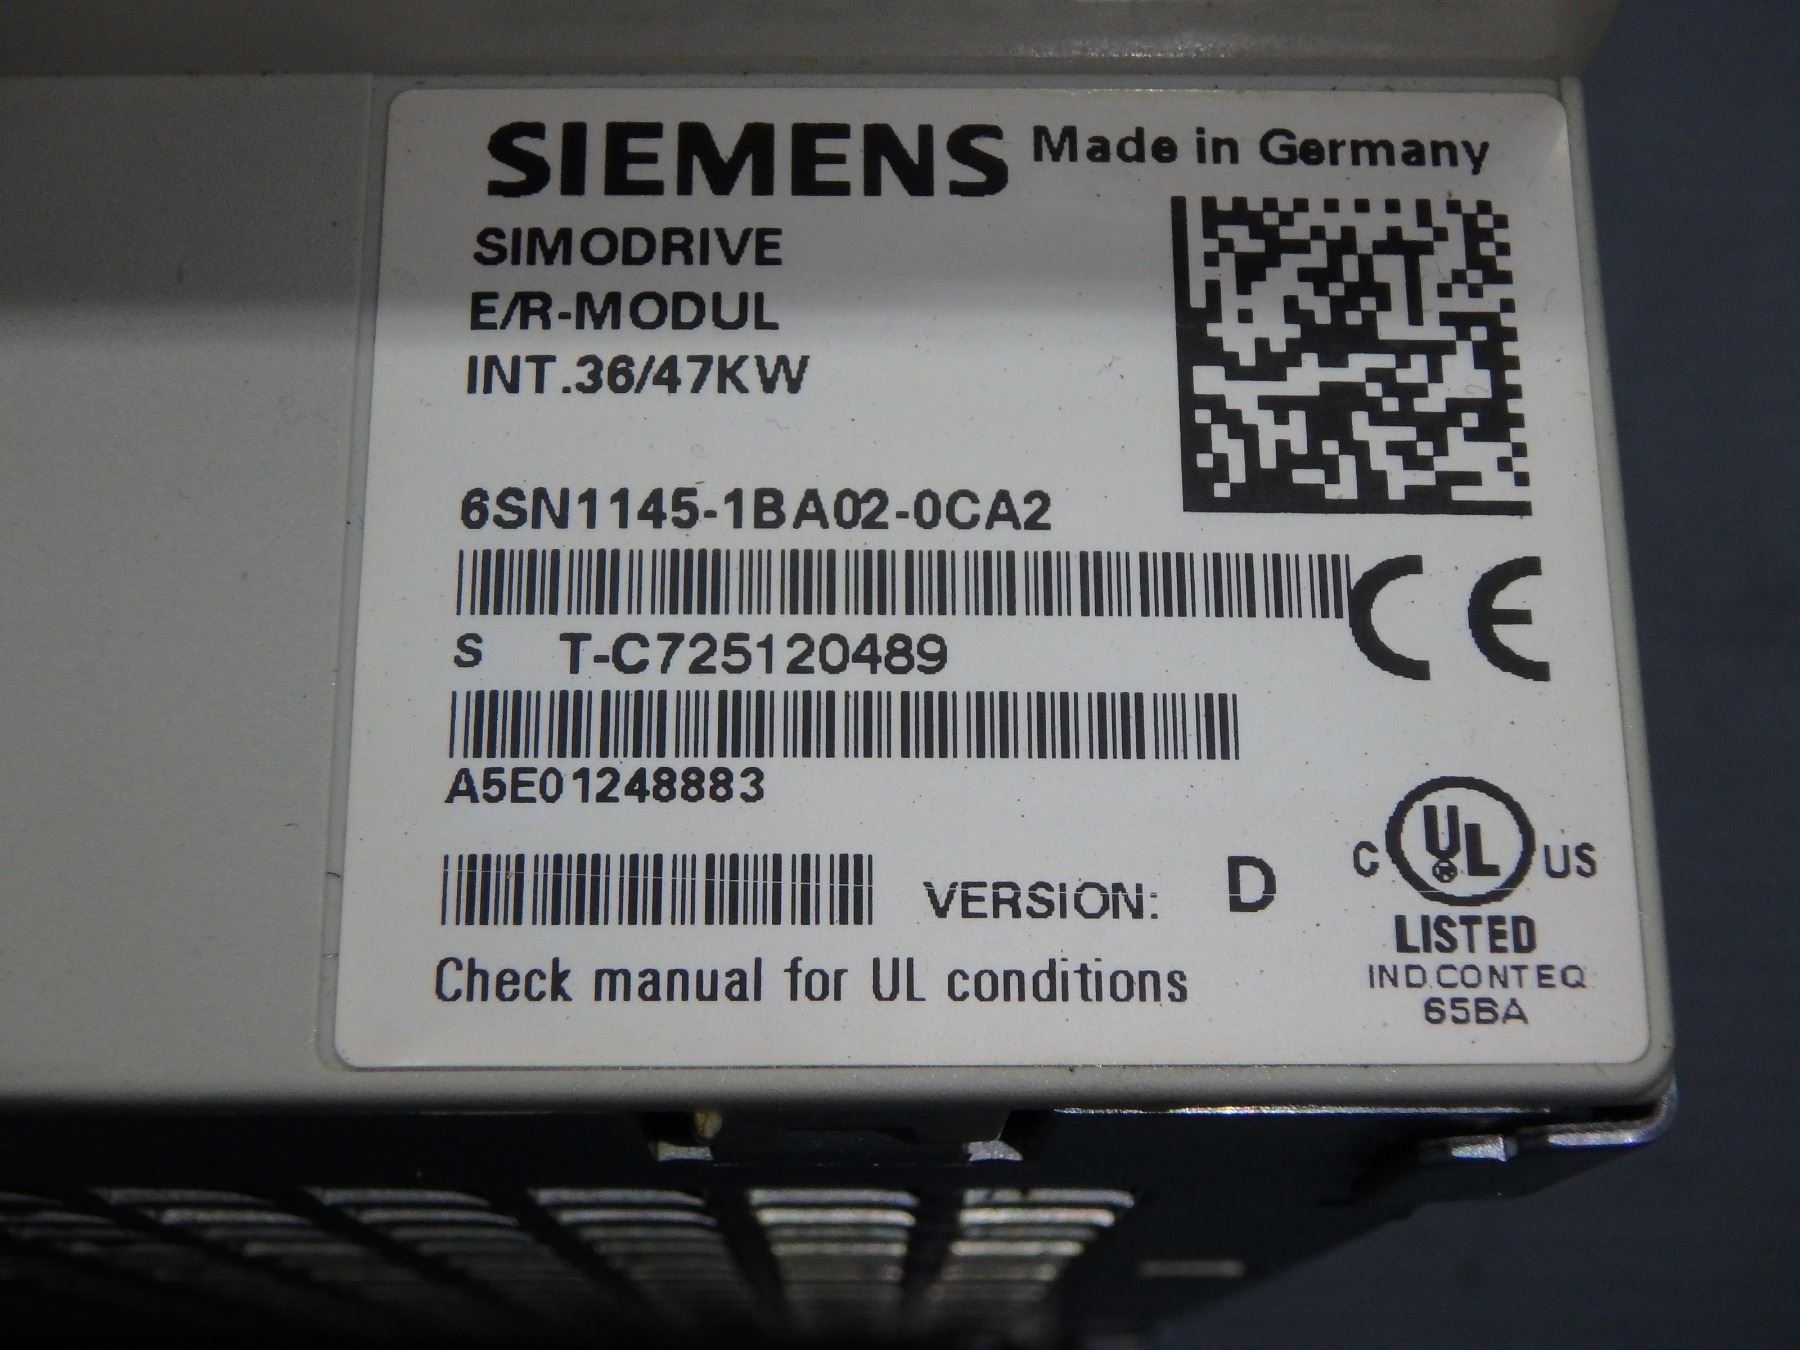 SIEMENS Made in Germany
SIMODRIVE
E/R-MODUL
INT.36/47KW
6SN1145-1BA02-0CA2
S T-C725120489
A5E01248883
VERSION: D
Check manual for UL conditions
CE
C UL US
LISTED
IND.CONT.EQ
65BA